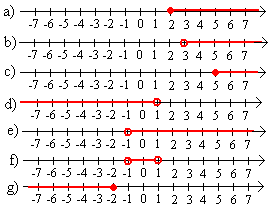 a) -7 -6 -5 -4 -3 -2 -1 0 1 2 3 4 5 6 7
b) -7 -6 -5 -4 -3 -2 -1 0 1 2 3 4 5 6 7
c) -7 -6 -5 -4 -3 -2 -1 0 1 2 3 4 5 6 7
d) -7 -6 -5 -4 -3 -2 -1 0 1 2 3 4 5 6 7
e) -7 -6 -5 -4 -3 -2 -1 0 1 2 3 4 5 6 7
f) -7 -6 -5 -4 -3 -2 -1 0 1 2 3 4 5 6 7
g) -7 -6 -5 -4 -3 -2 -1 0 1 2 3 4 5 6 7